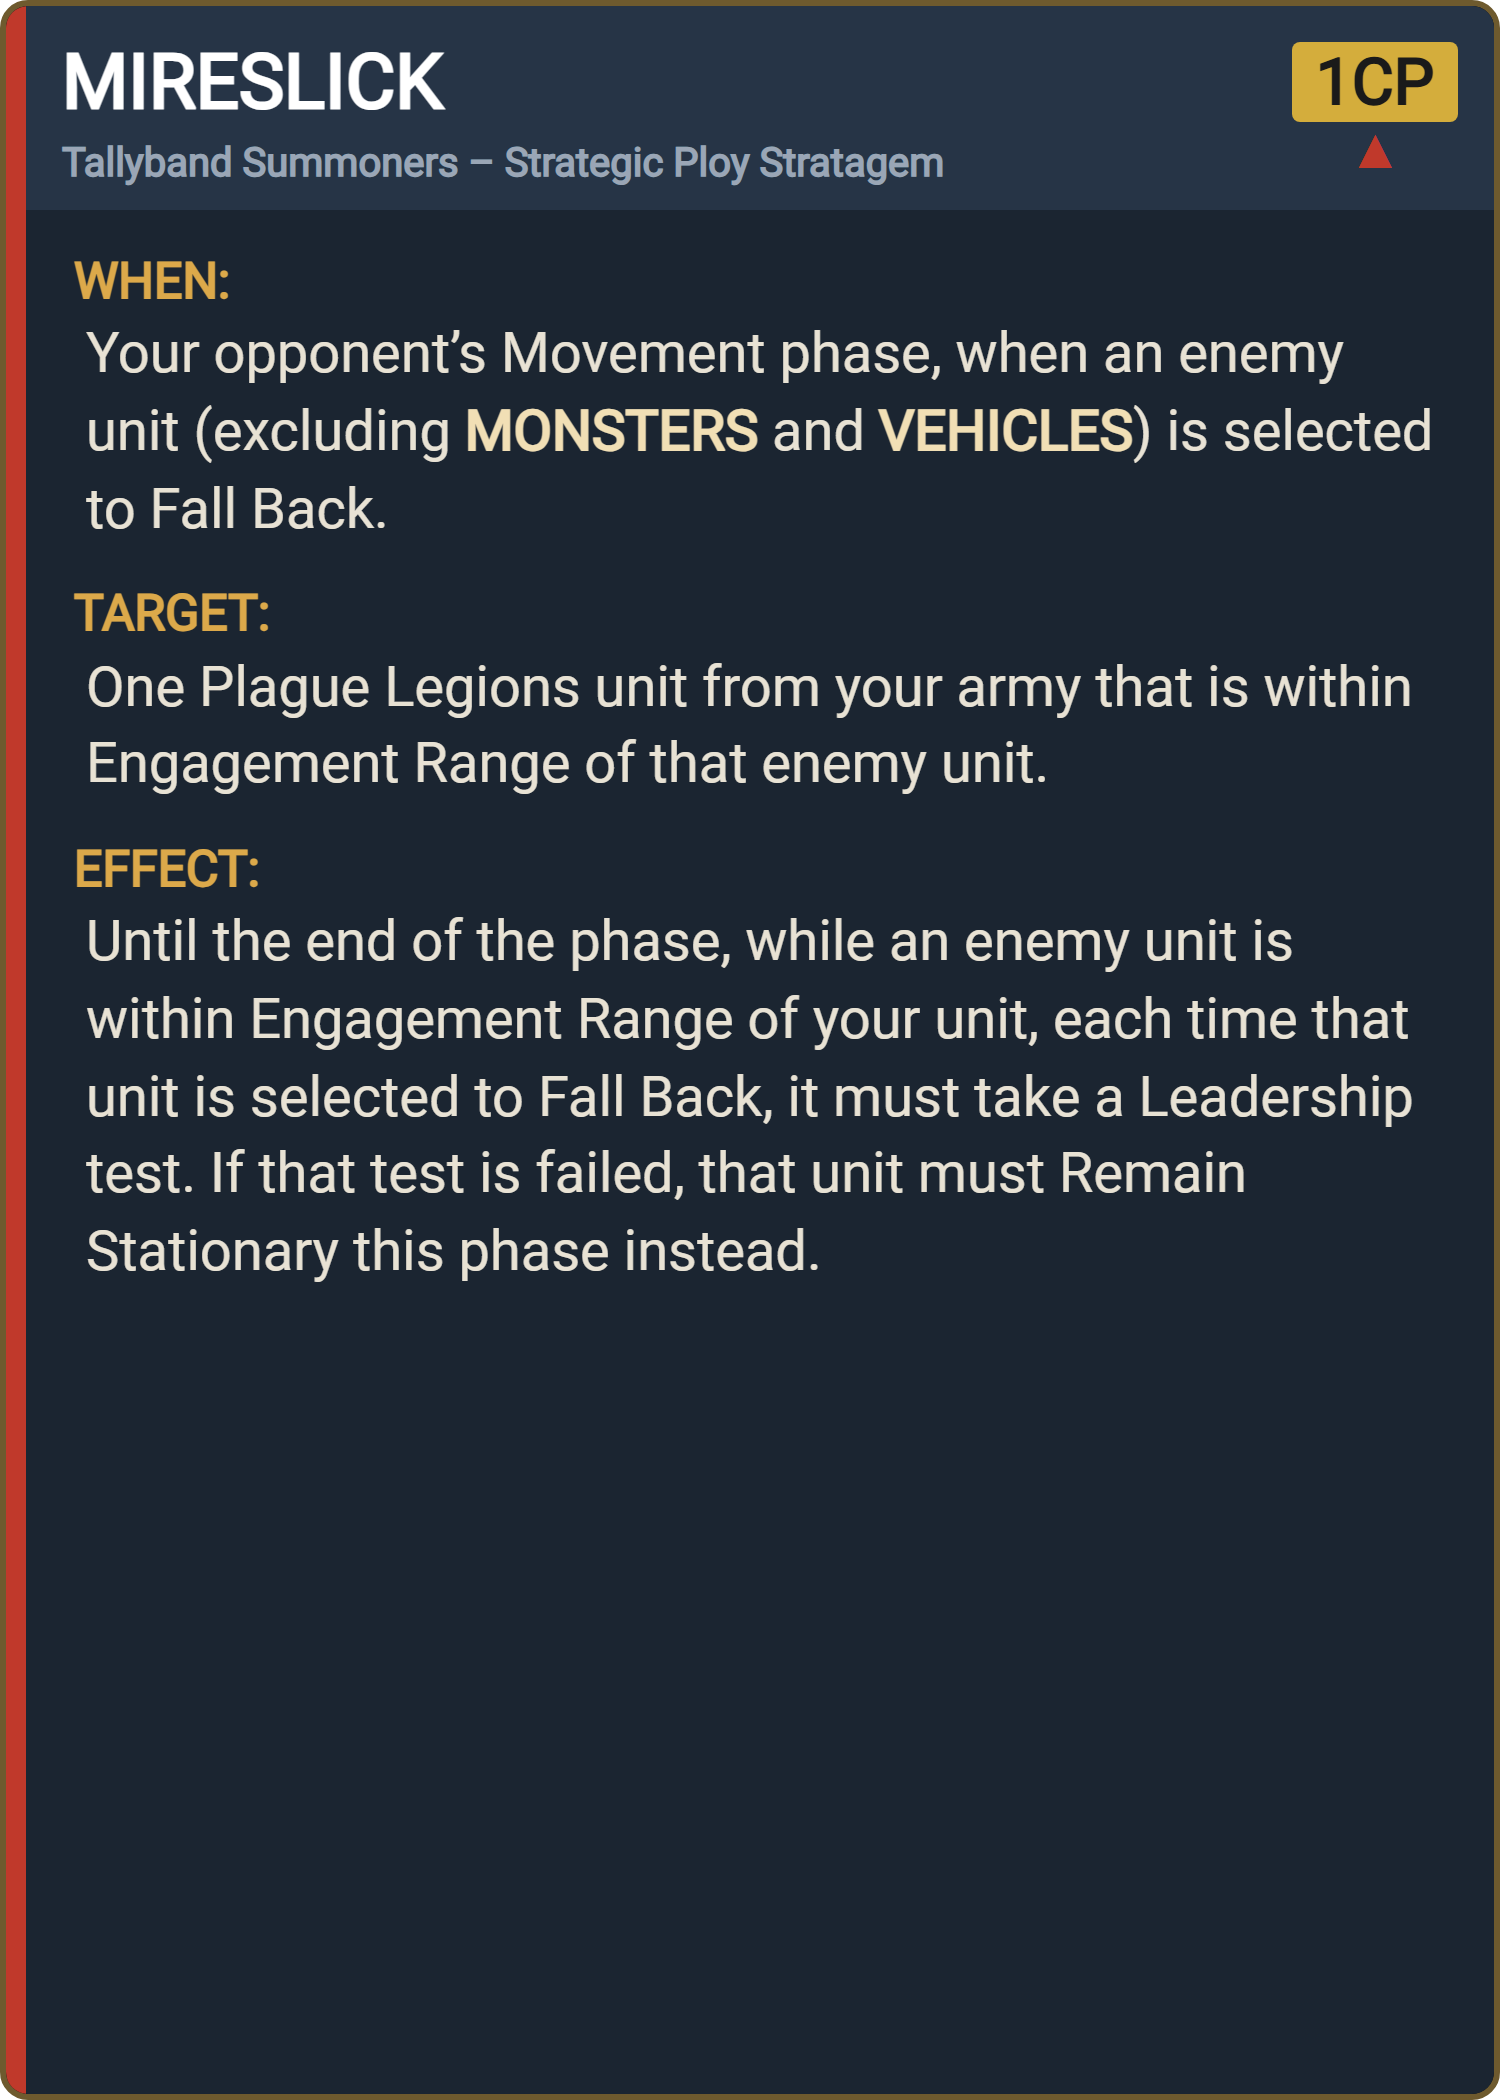 MIRESLICK
1CP
Tallyband Summoners – Strategic Ploy Stratagem
WHEN:
Your opponent’s Movement phase, when an enemy
unit (excluding MONSTERS and VEHICLES) is selected
to Fall Back.
TARGET:
One Plague Legions unit from your army that is within
Engagement Range of that enemy unit.
EFFECT:
Until the end of the phase, while an enemy unit is
within Engagement Range of your unit, each time that
unit is selected to Fall Back, it must take a Leadership
test. If that test is failed, that unit must Remain
Stationary this phase instead.